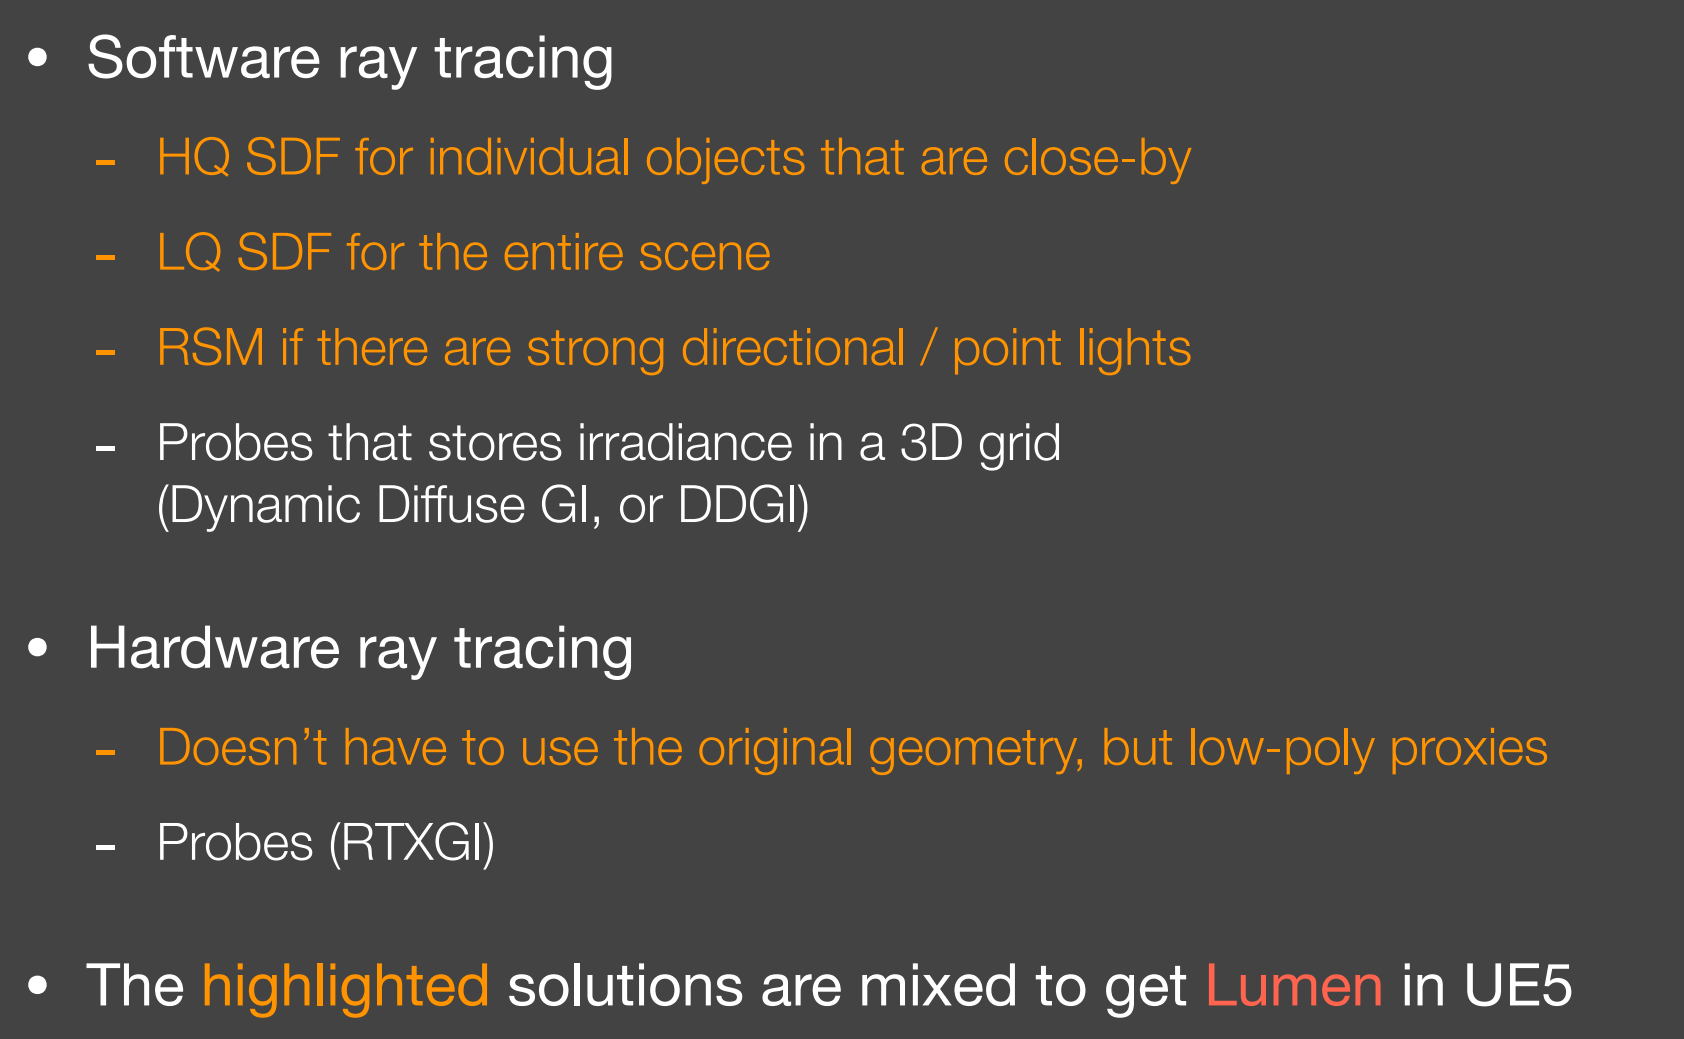 • Software ray tracing
- HQ SDF for individual objects that are close-by
- LQ SDF for the entire scene
- RSM if there are strong directional / point lights
- Probes that stores irradiance in a 3D grid
(Dynamic Diffuse GI, or DDGI)
• Hardware ray tracing
- Doesn’t have to use the original geometry, but low-poly proxies
- Probes (RTXGI)
• The highlighted solutions are mixed to get Lumen in UE5